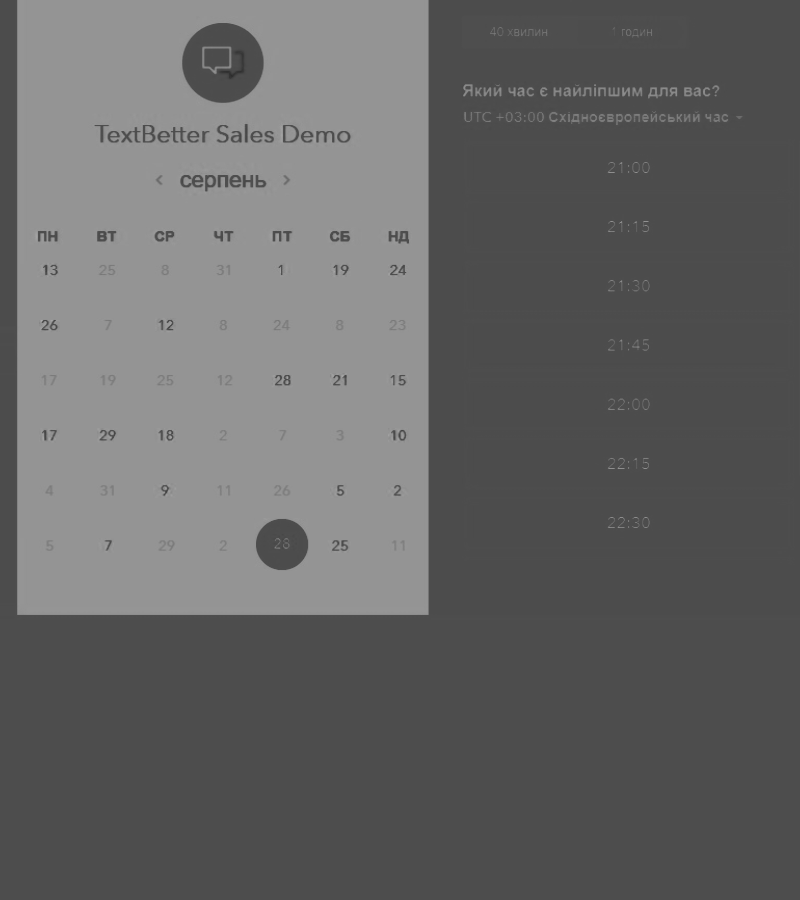 TextBetter Sales Demo
‹ серпень ›
ПН ВТ СР ЧТ ПТ СБ НД
13 25 8 31 1 19 24
26 7 12 8 24 8 23
17 19 25 12 28 21 15
17 29 18 2 7 3 10
4 31 9 11 26 5 2
5 7 29 2 28 25 11
40 хвилин 1 годин
Який час є найліпшим для вас?
UTC +03:00 Східноєвропейський час
21:00
21:15
21:30
21:45
22:00
22:15
22:30